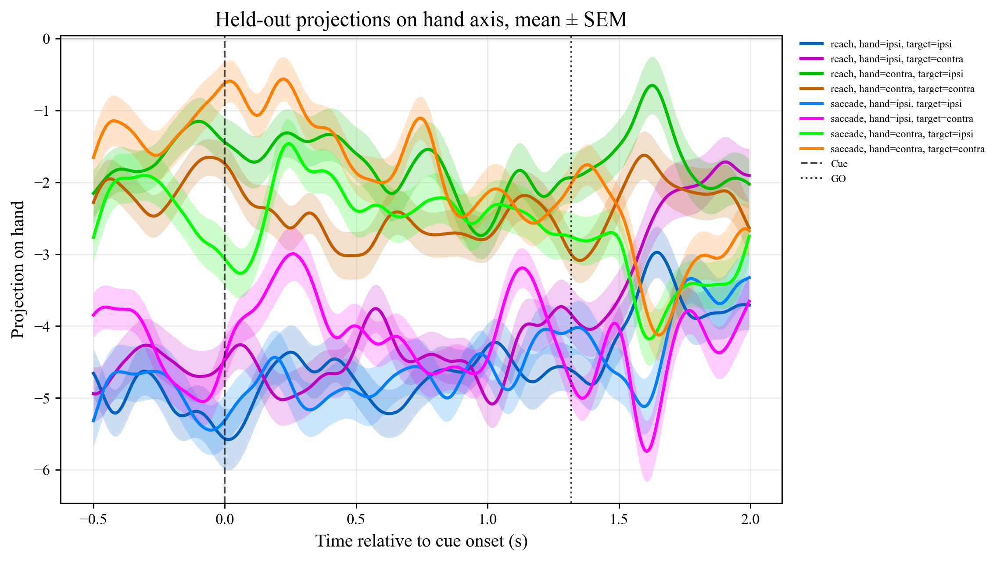 Held-out projections on hand axis, mean ± SEM
Projection on hand
0
−1
−2
−3
−4
−5
−6
−0.5
0.0
0.5
1.0
1.5
2.0
Time relative to cue onset (s)
reach, hand=ipsi, target=ipsi
reach, hand=ipsi, target=contra
reach, hand=contra, target=ipsi
reach, hand=contra, target=contra
saccade, hand=ipsi, target=ipsi
saccade, hand=ipsi, target=contra
saccade, hand=contra, target=ipsi
saccade, hand=contra, target=contra
Cue
GO